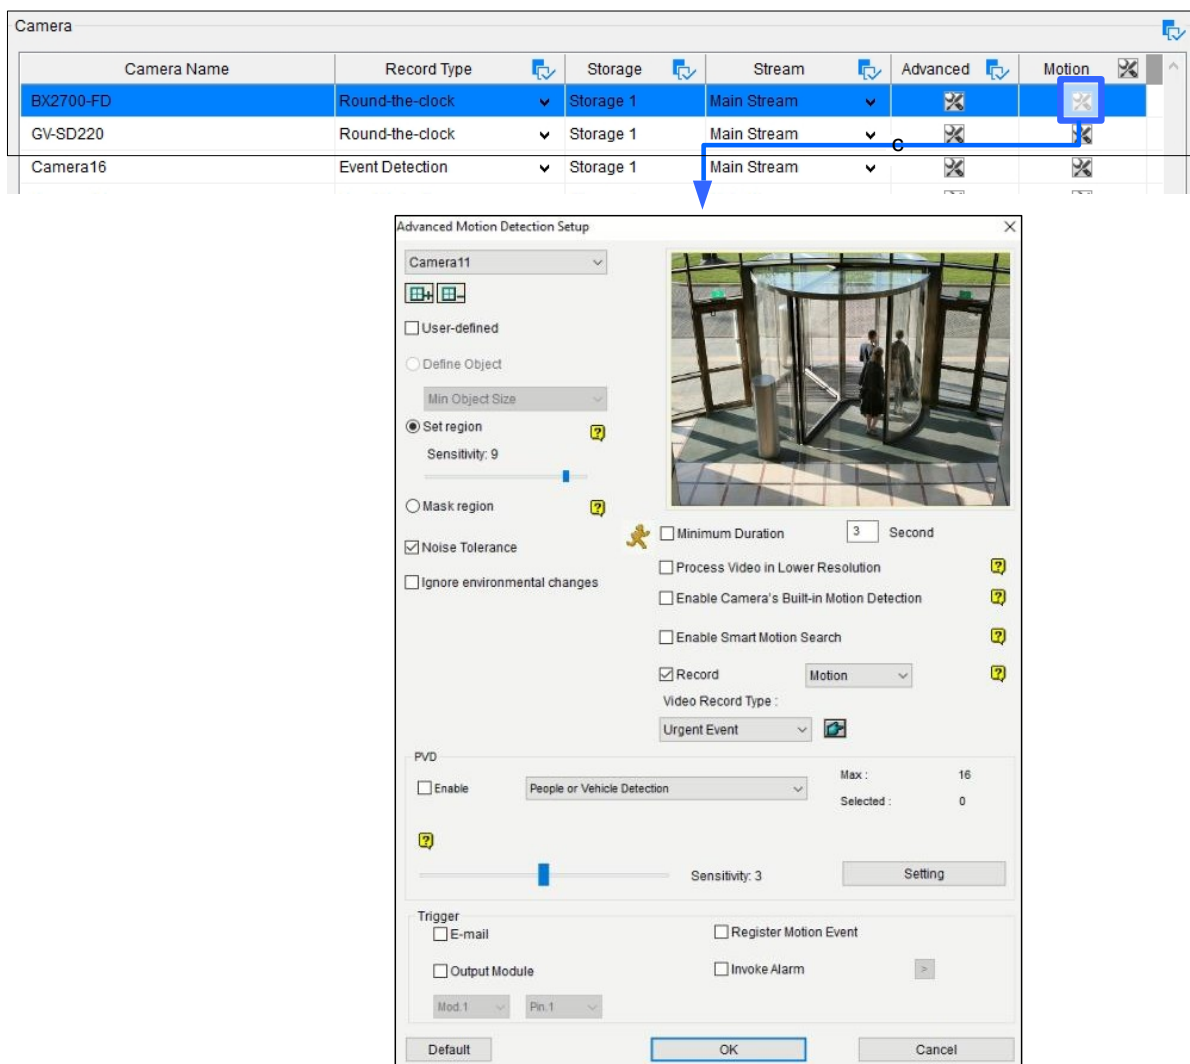 Camera
Camera Name Record Type Storage Stream Advanced Motion
BX2700-FD Round-the-clock Storage 1 Main Stream
GV-SD220 Round-the-clock Storage 1 Main Stream
c
Camera16 Event Detection Storage 1 Main Stream
Advanced Motion Detection Setup
Camera11
User-defined
Define Object
Min Object Size
Set region
Sensitivity: 9
Mask region
Noise Tolerance
Ignore environmental changes
Minimum Duration 3 Second
Process Video in Lower Resolution
Enable Camera's Built-in Motion Detection
Enable Smart Motion Search
Record Motion
Video Record Type :
Urgent Event
PVD
Enable People or Vehicle Detection Max : 16
Selected : 0
Sensitivity: 3 Setting
Trigger
E-mail Register Motion Event
Output Module Invoke Alarm >
Mod.1 Pin.1
Default OK Cancel